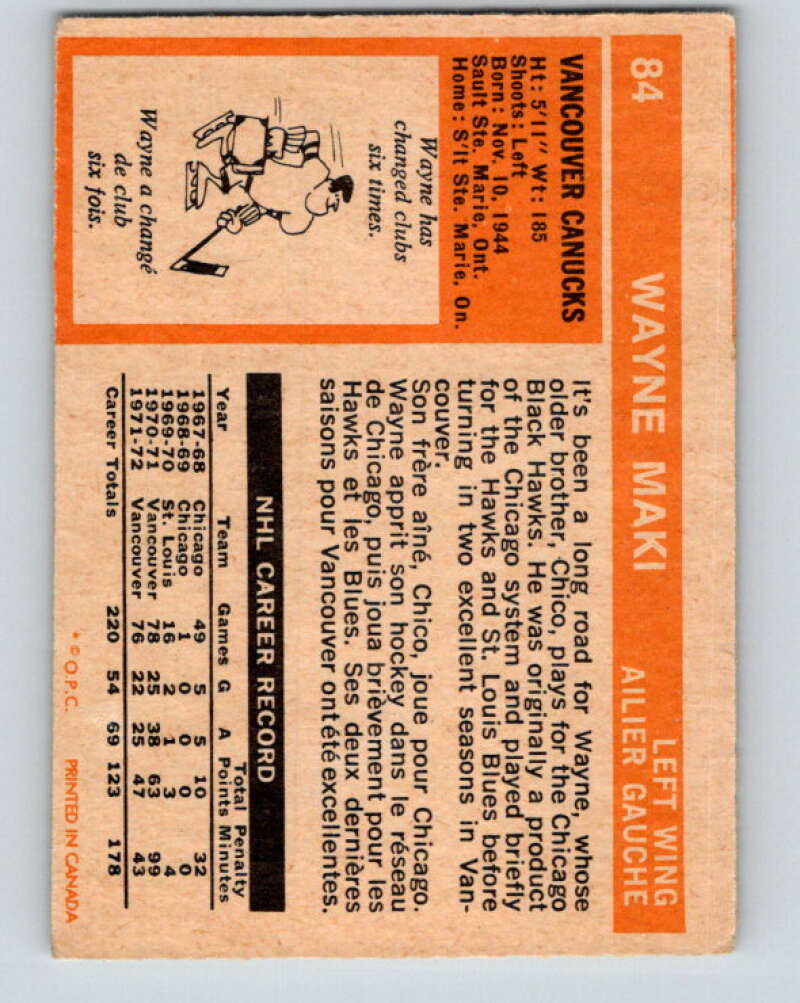 84 WAYNE MAKI LEFT WING
AILIER GAUCHE
VANCOUVER CANUCKS
Ht: 5'11" Wt: 185
Shoots: Left
Born: Nov. 10, 1944
Sault Ste. Marie, Ont.
Home: S'lt Ste. Marie, On.
Wayne has
changed clubs
six times.
Wayne a changé
de club
six fois.
It's been a long road for Wayne, whose
older brother, Chico, plays for the Chicago
Black Hawks. He was originally a product
of the Chicago system and played briefly
for the Hawks and St. Louis Blues before
turning in two excellent seasons in Van-
couver.
Son frère aîné, Chico, joue pour Chicago.
Wayne apprit son hockey dans le réseau
de Chicago, puis joua brièvement pour les
Hawks et les Blues. Ses deux dernières
saisons pour Vancouver ont été excellentes.
NHL CAREER RECORD
Total Penalty
Year Team Games G A Points Minutes
1967-68 Chicago 49 5 5 10 32
1968-69 Chicago 1 0 0 0 0
1969-70 St. Louis 16 2 1 3 4
1970-71 Vancouver 78 25 38 63 99
1971-72 Vancouver 76 22 25 47 43
Career Totals 220 54 69 123 178
* © O.P.C. PRINTED IN CANADA